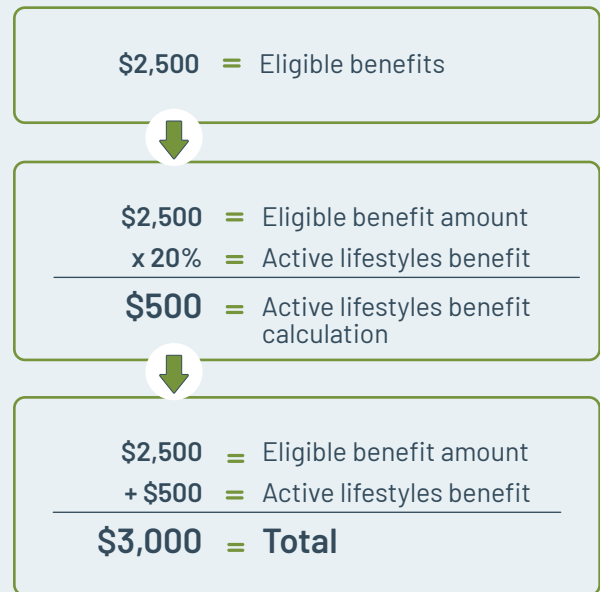 $2,500 = Eligible benefits
$2,500 = Eligible benefit amount
x 20% = Active lifestyles benefit
$500 = Active lifestyles benefit
calculation
$2,500 = Eligible benefit amount
+ $500 = Active lifestyles benefit
$3,000 = Total